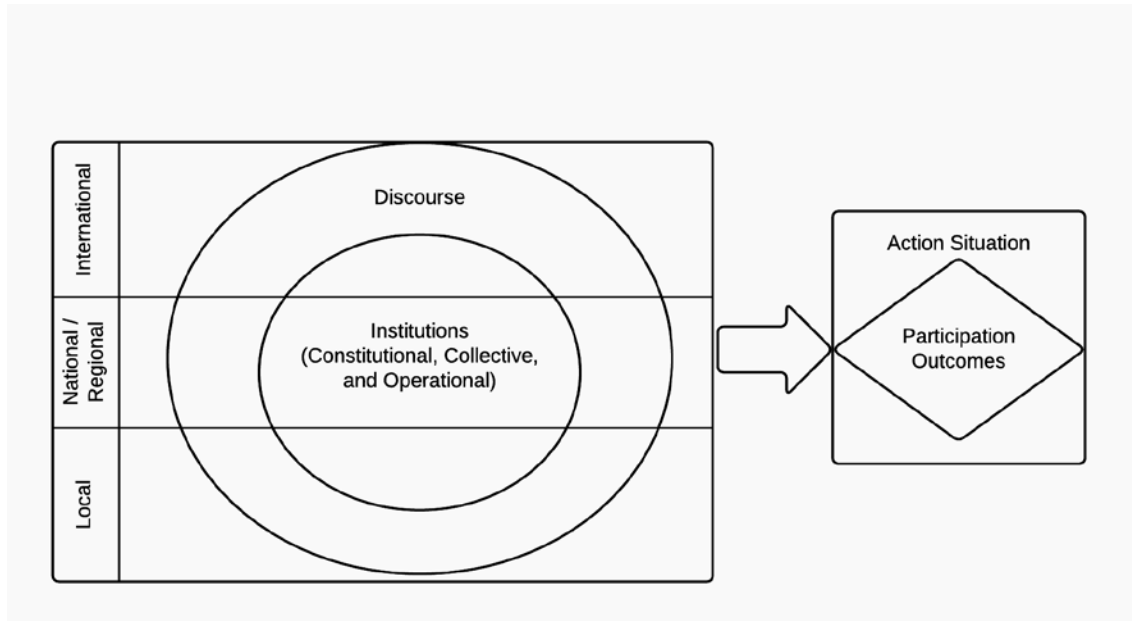 International
Discourse
National /
Regional
Institutions
(Constitutional, Collective,
and Operational)
Local
Action Situation
Participation
Outcomes